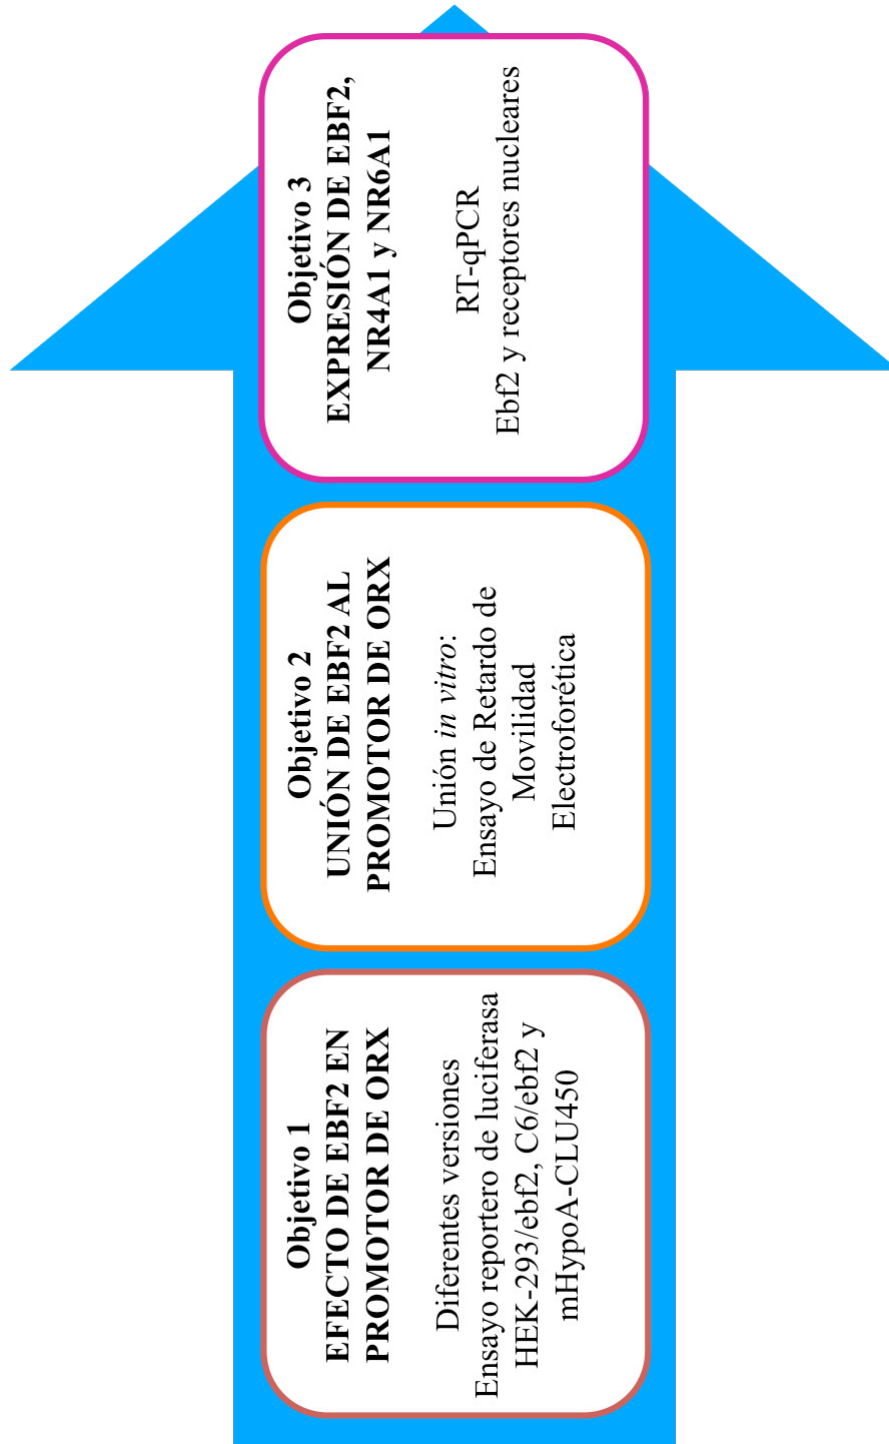 Objetivo 1
EFECTO DE EBF2 EN
PROMOTOR DE ORX
Diferentes versiones
Ensayo reportero de luciferasa
HEK-293/ebf2, C6/ebf2 y
mHypoA-CLU450
Objetivo 2
UNIÓN DE EBF2 AL
PROMOTOR DE ORX
Unión in vitro:
Ensayo de Retardo de
Movilidad
Electroforética
Objetivo 3
EXPRESIÓN DE EBF2,
NR4A1 y NR6A1
RT-qPCR
Ebf2 y receptores nucleares